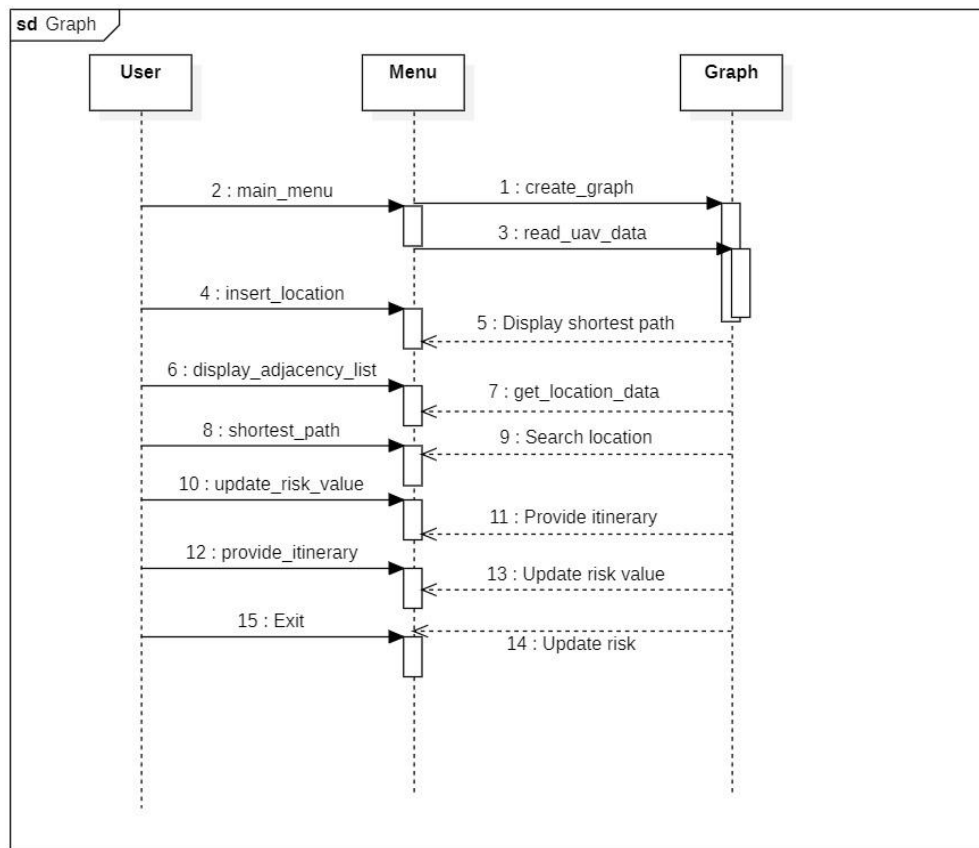 sd Graph
User
Menu
Graph
1 : create_graph
2 : main_menu
3 : read_uav_data
4 : insert_location
5 : Display shortest path
6 : display_adjacency_list
7 : get_location_data
8 : shortest_path
9 : Search location
10 : update_risk_value
11 : Provide itinerary
12 : provide_itinerary
13 : Update risk value
15 : Exit
14 : Update risk